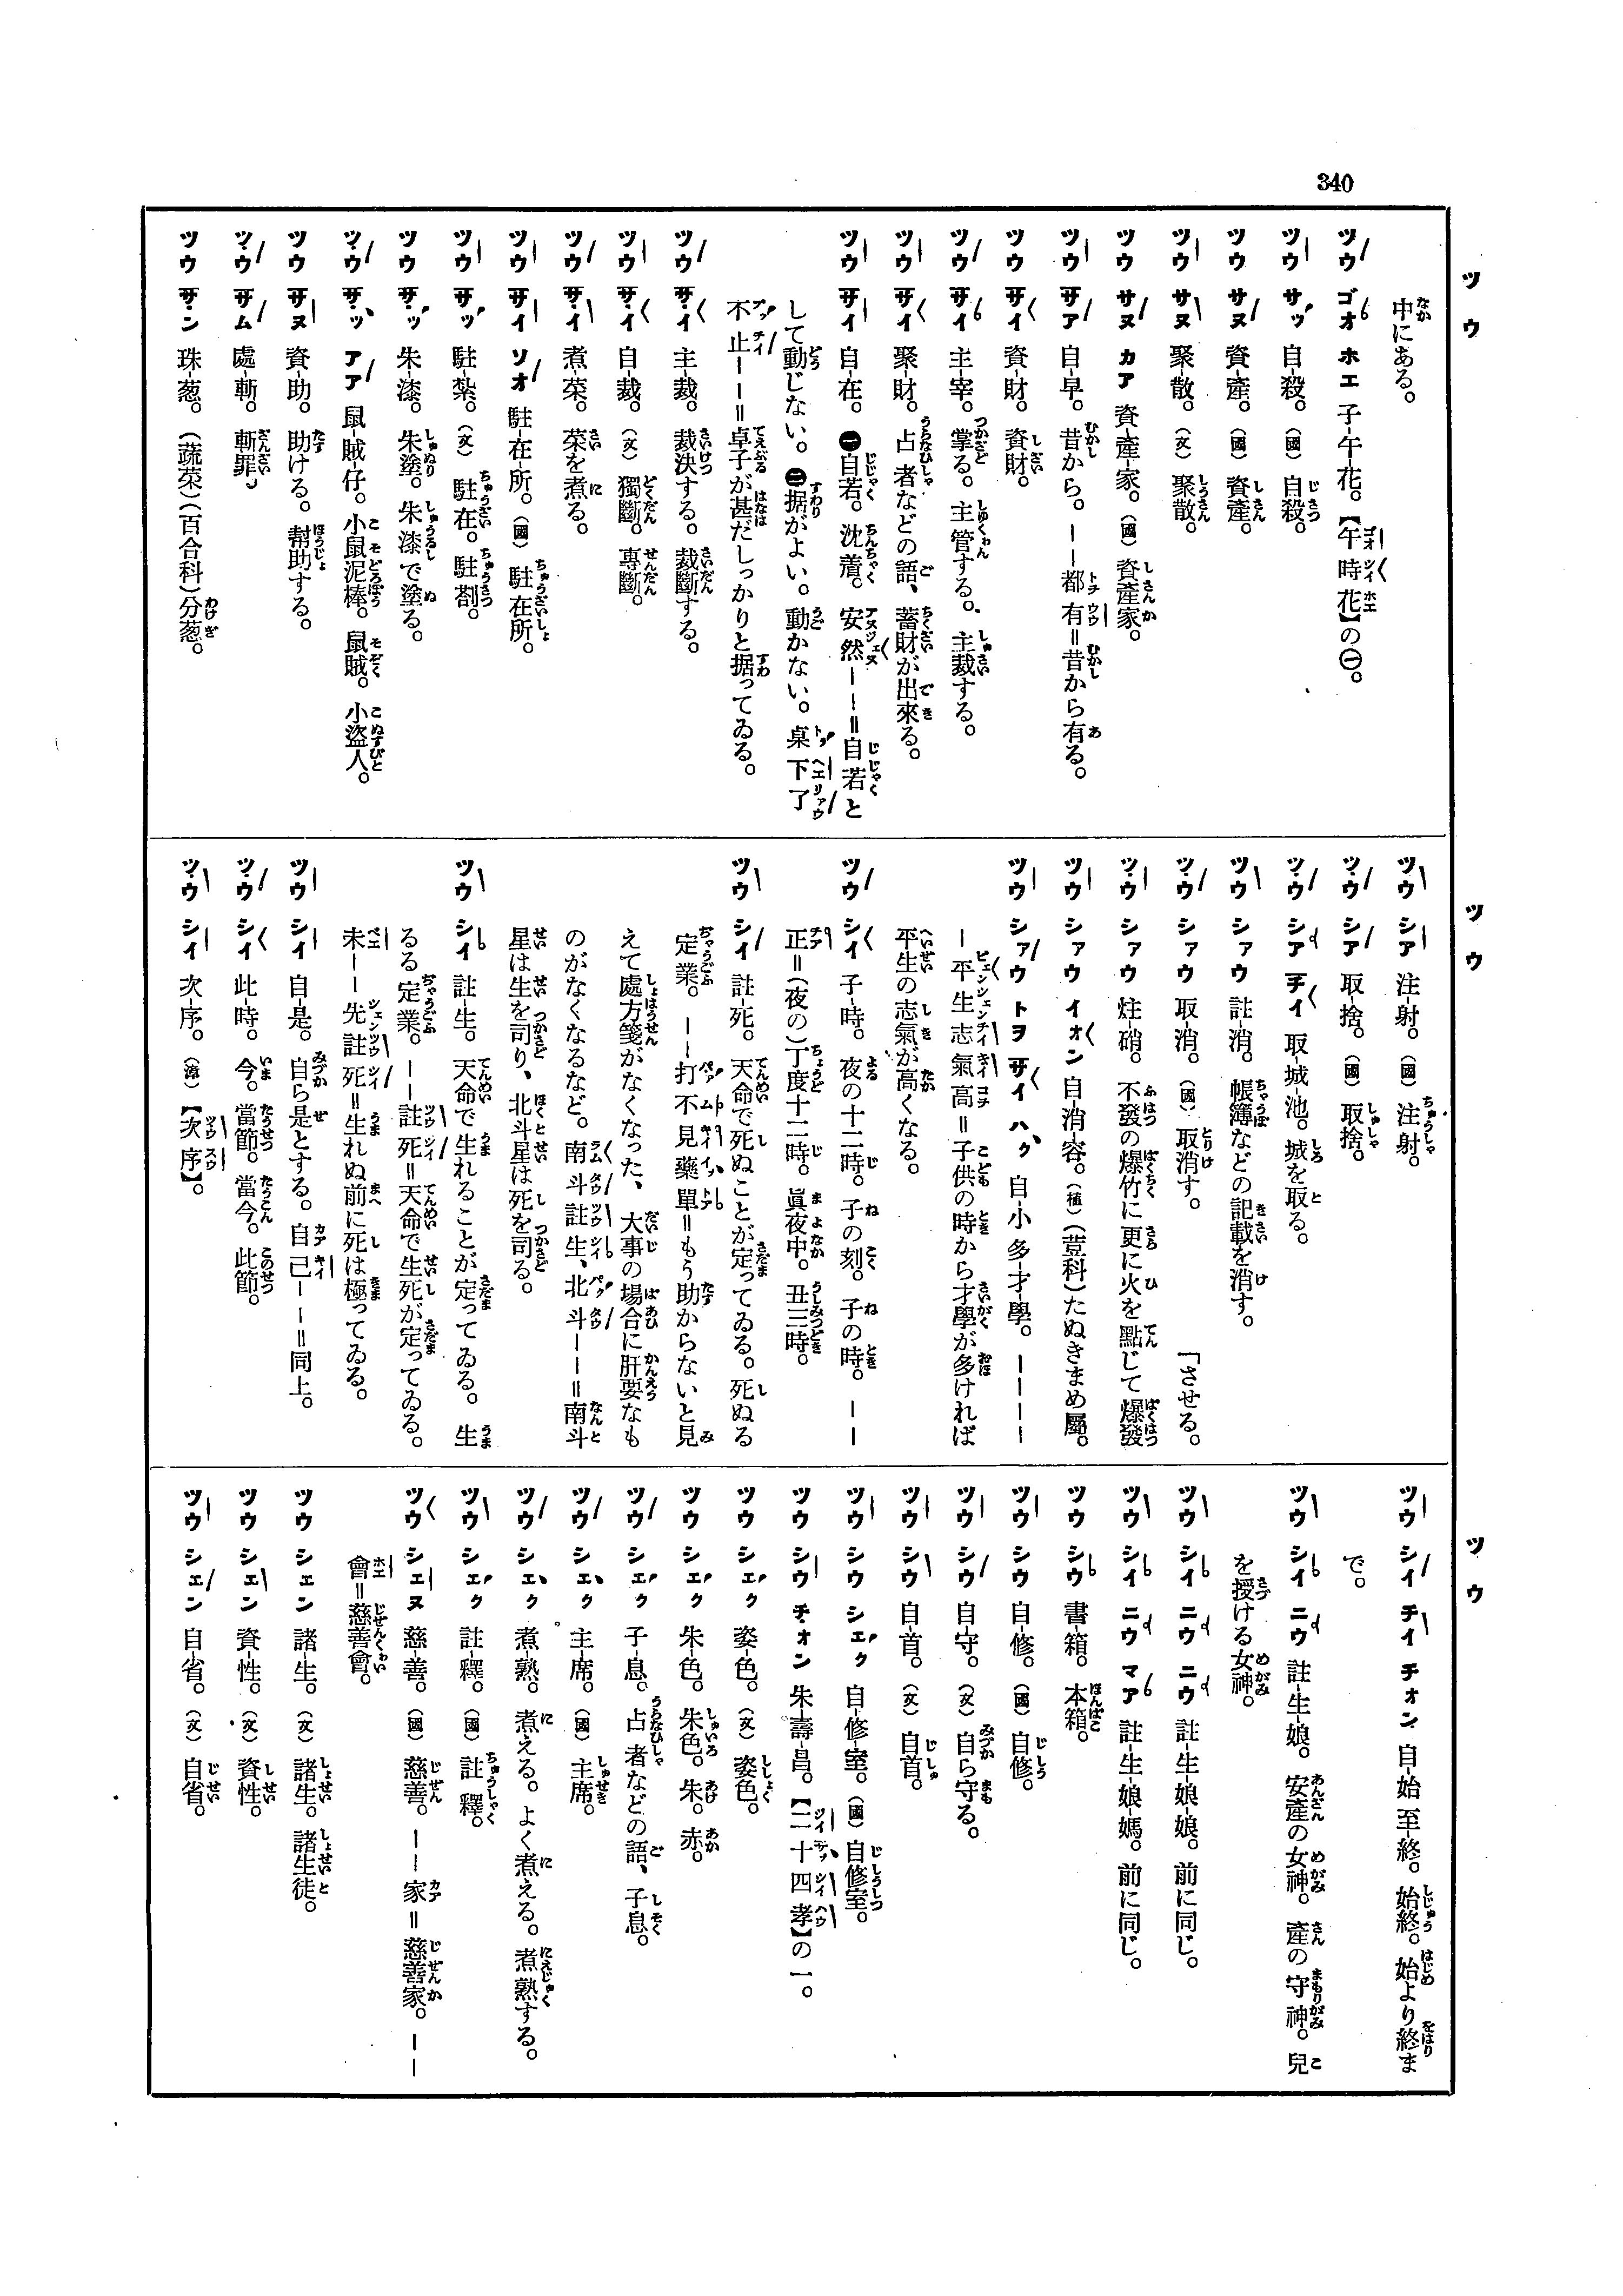 340
ツウ
中にある。
ツウ ゴオ ホエ 子-午-花。【午時花】の㊀。
ツウ サッ 自-殺。(國) 自殺。
ツウ サヌ 資-產。(國) 資產。
ツウ サヌ 聚-散。(文) 聚散。
ツウ サヌ カア 資-產-家。(國) 資產家。
ツウ サア 自-早。昔から。——都有=昔から有る。
ツウ サイ 資-財。資財。
ツウ サイ 主-宰。掌る。主管する。主裁する。
ツウ サイ 聚-財。占者などの語、蓄財が出來る。
ツウ サイ 自-在。㊀自若。沈着。安然——=自若と
して動じない。㊁据がよい。動かない。桌下了
不止——=卓子が甚だしっかりと据ってゐる。
ツウ サイ 主-裁。裁決する。裁斷する。
ツウ サイ 自-裁。(文) 獨斷。專斷。
ツウ サイ 煮-菜。菜を煮る。
ツウ サイ ソオ 駐-在-所。(國) 駐在所。
ツウ サッ 駐-紮。(文) 駐在。駐剳。
ツウ サッ 朱-漆。朱塗。朱漆で塗る。
ツウ サッ アア 鼠-賊-仔。小鼠泥棒。鼠賊。小盜人。
ツウ サヌ 資-助。助ける。幇助する。
ツウ サム 處-斬。斬罪。
ツウ サン 珠-葱。(蔬菜)(百合科)分葱。
ツウ
ツウ シア 注-射。(國) 注射。
ツウ シア 取-捨。(國) 取捨。
ツウ シア チイ 取-城-池。城を取る。
ツウ シァウ 註-消。帳簿などの記載を消す。
ツウ シァウ 取-消。(國) 取消す。
「させる。
ツウ シァウ 炷-硝。不發の爆竹に更に火を點じて爆發
ツウ シァウ イォン 自-消-容。(植)(荳科)たぬきまめ屬。
ツウ シァウ トヲ サイ ハク 自-小-多-才-學。————
—平生志氣高=子供の時から才學が多ければ
平生の志氣が高くなる。
ツウ シイ 子-時。夜の十二時。子の刻。子の時。——
正=(夜の)丁度十二時。眞夜中。丑三時。
ツウ シイ 註-死。天命で死ぬことが定ってゐる。死ぬる
定業。——打不見藥單=もう助からないと見
えて處方箋がなくなった、大事の場合に肝要なも
のがなくなるなど。南斗註生、北斗——=南斗
星は生を司り、北斗星は死を司る。
ツウ シイ 註-生。天命で生れることが定ってゐる。生
るる定業。——註死=天命で生死が定ってゐる。
未——先註死=生れぬ前に死は極ってゐる。
ツウ シイ 自-是。自ら是とする。自已——=同上。
ツウ シイ 此-時。今。當節。當今。此節。
ツウ シイ 次-序。(漳)【次序】。
ツウ
ツウ シイ チイ チォン 自-始-至-終。始終。始より終ま
で。
ツウ シイ ニウ 註-生-娘。安產の女神。產の守神。兒
を授ける女神。
ツウ シイ ニウ ニウ 註-生-娘-娘。前に同じ。
ツウ シイ ニウ マア 註-生-娘-媽。前に同じ。
ツウ シウ 書-箱。本箱。
ツウ シウ 自-修。(國) 自修。
ツウ シウ 自-守。(文) 自ら守る。
ツウ シウ 自-首。(文) 自首。
ツウ シウ シェク 自-修-室。(國) 自修室。
ツウ シウ チォン 朱-壽-昌。【二十四孝】の一。
ツウ シェク 姿-色。(文) 姿色。
ツウ シェク 朱-色。朱色。朱。赤。
ツウ シェク 子-息。占者などの語、子息。
ツウ シェク 主-席。(國) 主席。
ツウ シェク 煮-熟。煮える。よく煮える。煮熟する。
ツウ シェク 註-釋。(國) 註釋。
ツウ シェヌ 慈-善。(國) 慈善。——家=慈善家。——
會=慈善會。
ツウ シェン 諸-生。(文) 諸生。諸生徒。
ツウ シェン 資-性。(文) 資性。
ツウ シェン 自-省。(文) 自省。